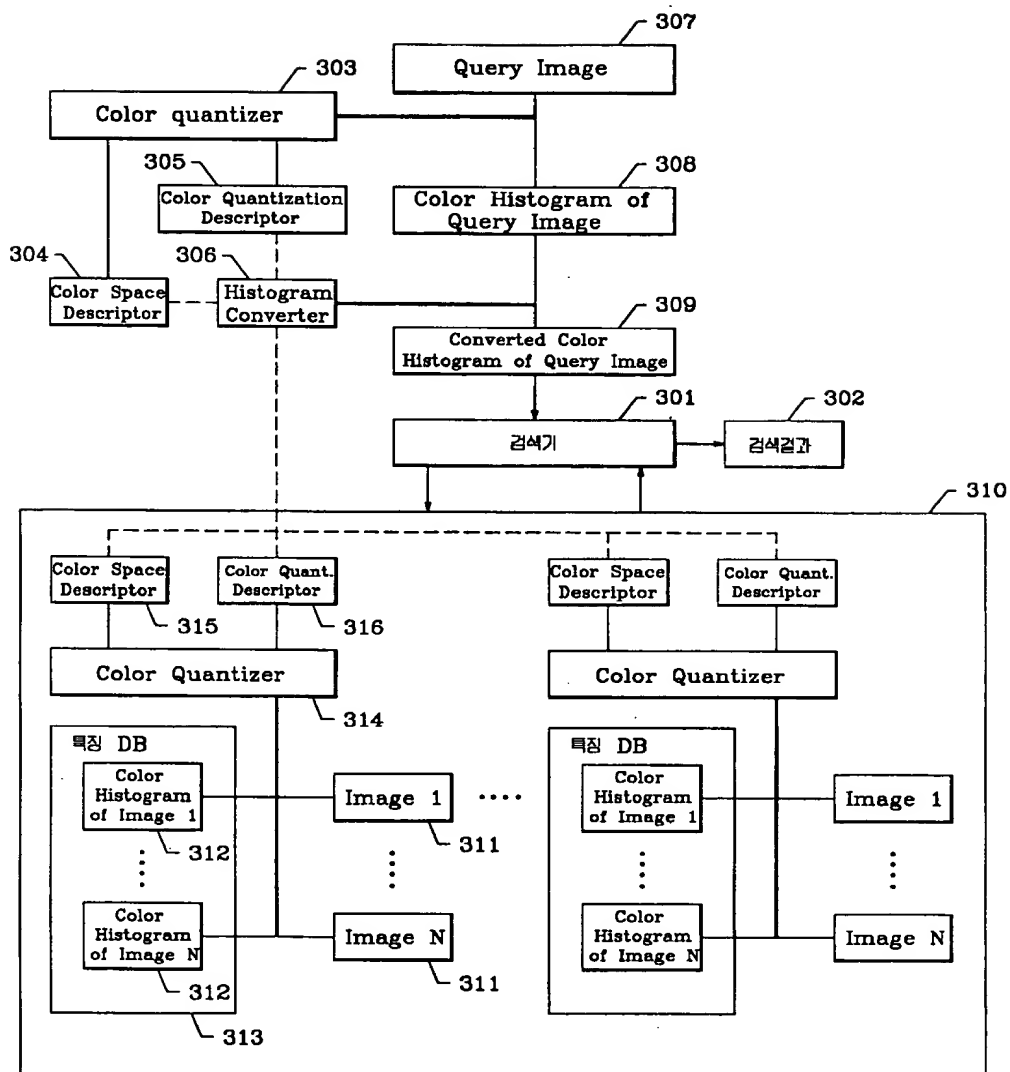 307
Query Image
303
Color quantizer
305
308
Color Quantization
Descriptor
Color Histogram of
Query Image
304
306
Color Space
Descriptor
Histogram
Converter
309
Converted Color
Histogram of Query Image
301
302
검색기
검색결과
310
Color Space
Descriptor
Color Quant.
Descriptor
Color Space
Descriptor
Color Quant.
Descriptor
315
316
Color Quantizer
Color Quantizer
314
특징 DB
특징 DB
Color
Histogram
of Image 1
Image 1
Color
Histogram
of Image 1
Image 1
312
311
Color
Histogram
of Image N
Image N
Color
Histogram
of Image N
Image N
312
311
313